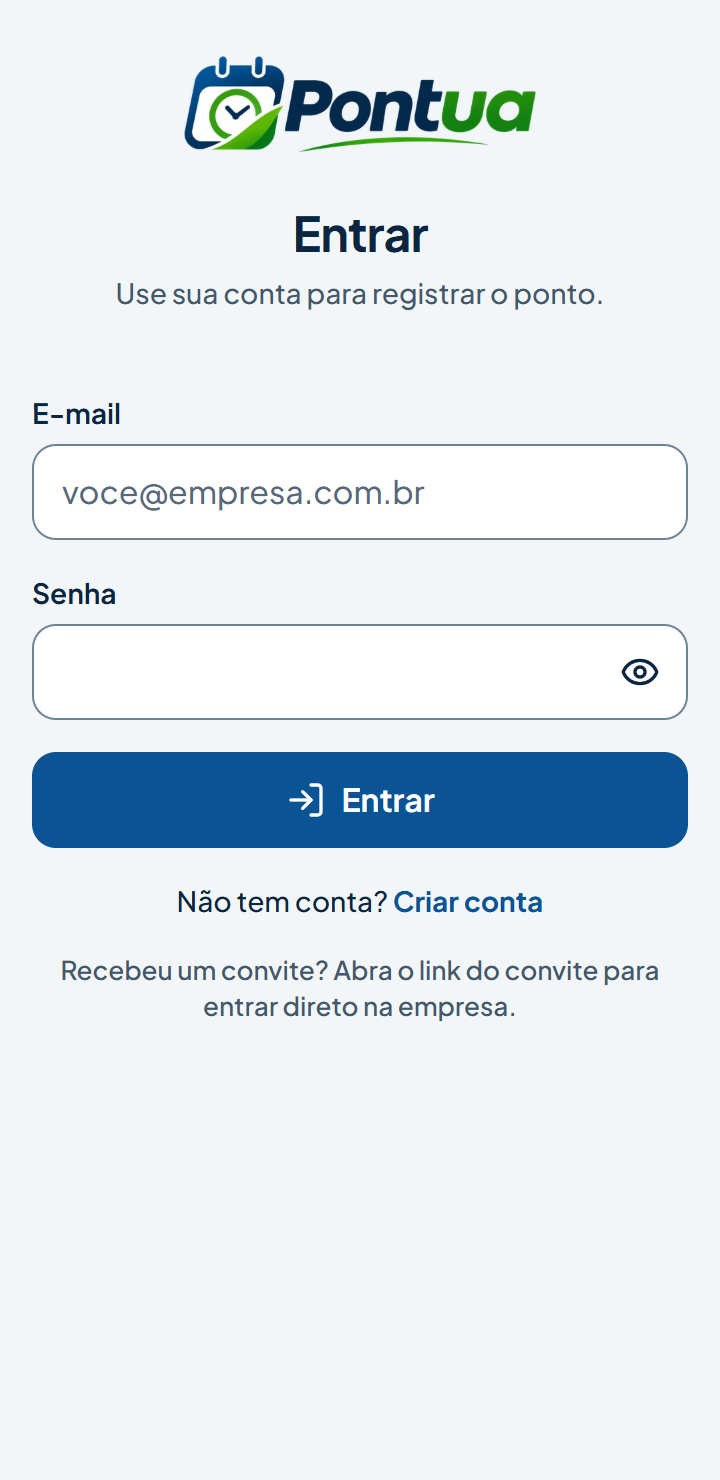 Pontua
Entrar
Use sua conta para registrar o ponto.
E-mail
voce@empresa.com.br
Senha
Entrar
Não tem conta? Criar conta
Recebeu um convite? Abra o link do convite para
entrar direto na empresa.